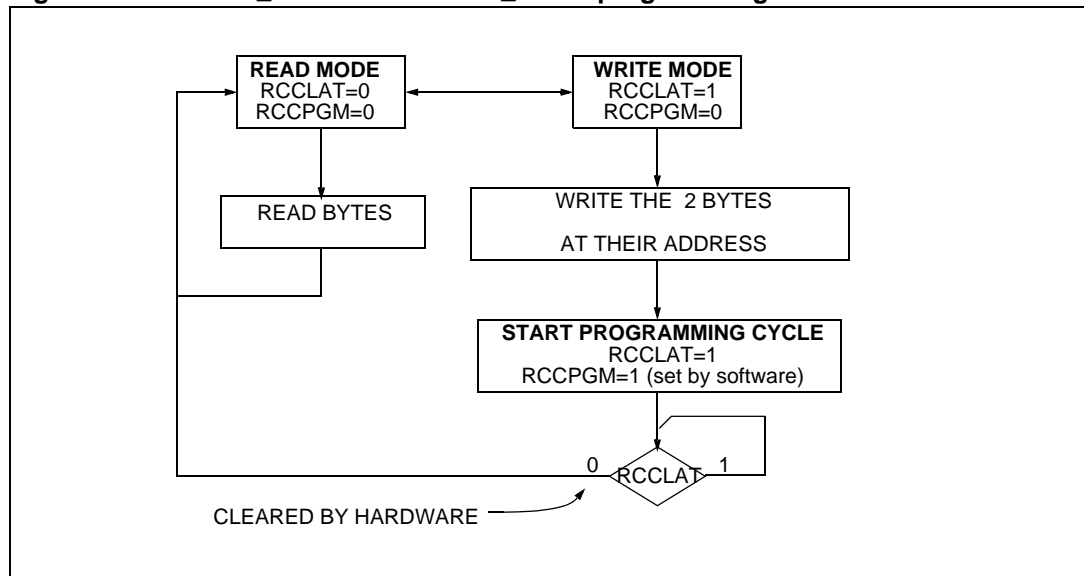 READ MODE
RCCLAT=0
RCCPGM=0
WRITE MODE
RCCLAT=1
RCCPGM=0
READ BYTES
WRITE THE 2 BYTES
AT THEIR ADDRESS
START PROGRAMMING CYCLE
RCCLAT=1
RCCPGM=1 (set by software)
0
RCCLAT
1
CLEARED BY HARDWARE